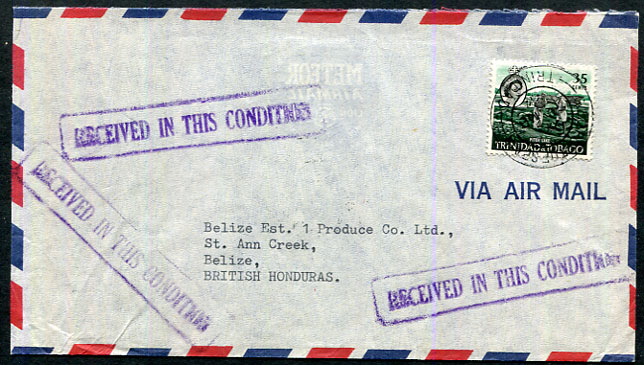 METEOR
35
TRINIDAD & TOBAGO
RECEIVED IN THIS CONDITION
VIA AIR MAIL
RECEIVED IN THIS CONDITION
Belize Est. 1 Produce Co. Ltd.,
St. Ann Creek,
Belize,
BRITISH HONDURAS.
RECEIVED IN THIS CONDITION